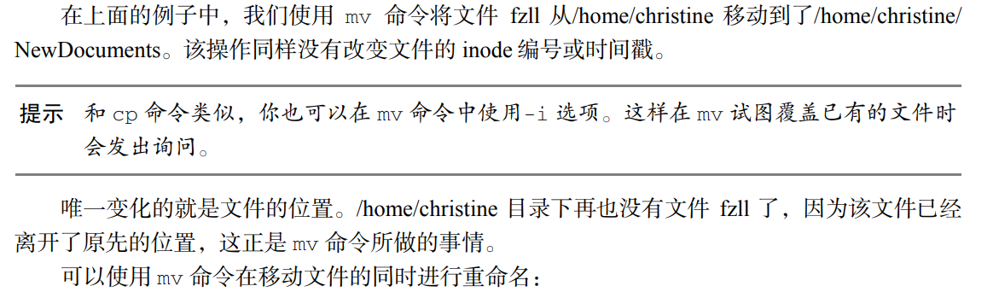 在上面的例子中，我们使用 mv 命令将文件 fzll 从/home/christine 移动到了/home/christine/
NewDocuments。该操作同样没有改变文件的 inode 编号或时间戳。
提示 和 cp 命令类似，你也可以在 mv 命令中使用-i 选项。这样在 mv 试图覆盖已有的文件时
会发出询问。
唯一变化的就是文件的位置。/home/christine 目录下再也没有文件 fzll 了，因为该文件已经
离开了原先的位置，这正是 mv 命令所做的事情。
可以使用 mv 命令在移动文件的同时进行重命名：